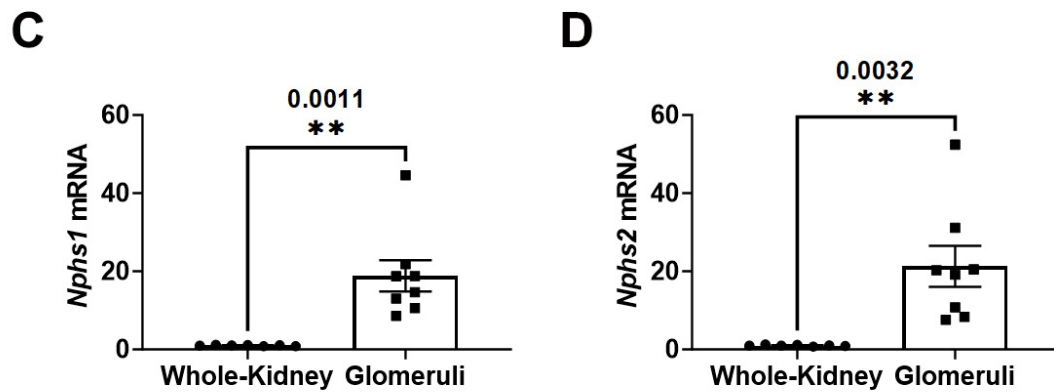 C
0.0011
**
60
40
20
0
Nphs1 mRNA
Whole-Kidney Glomeruli
D
0.0032
**
60
40
20
0
Nphs2 mRNA
Whole-Kidney Glomeruli